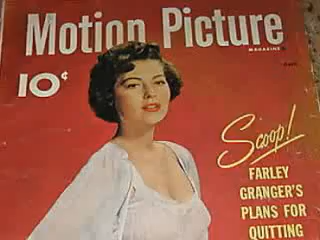 Motion Picture
MAGAZINE
10¢
Scoop!
FARLEY
GRANGER'S
PLANS FOR
QUITTING